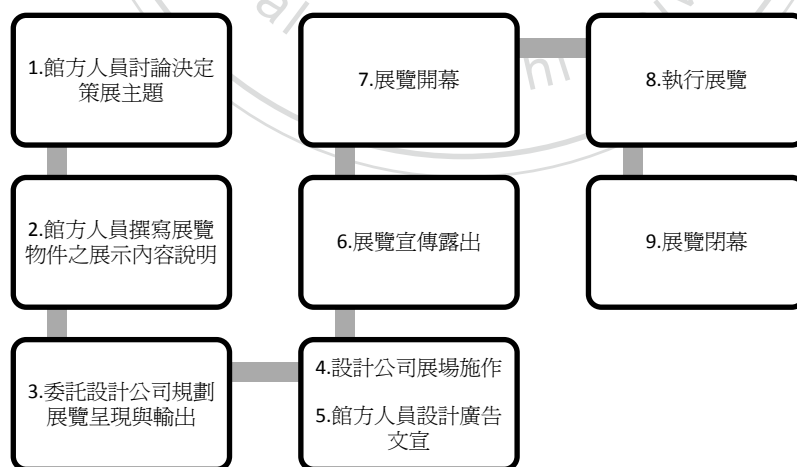 1.館方人員討論決定
策展主題
2.館方人員撰寫展覽
物件之展示內容說明
3.委託設計公司規劃
展覽呈現與輸出
4.設計公司展場施作
5.館方人員設計廣告
文宣
6.展覽宣傳露出
7.展覽開幕
8.執行展覽
9.展覽閉幕